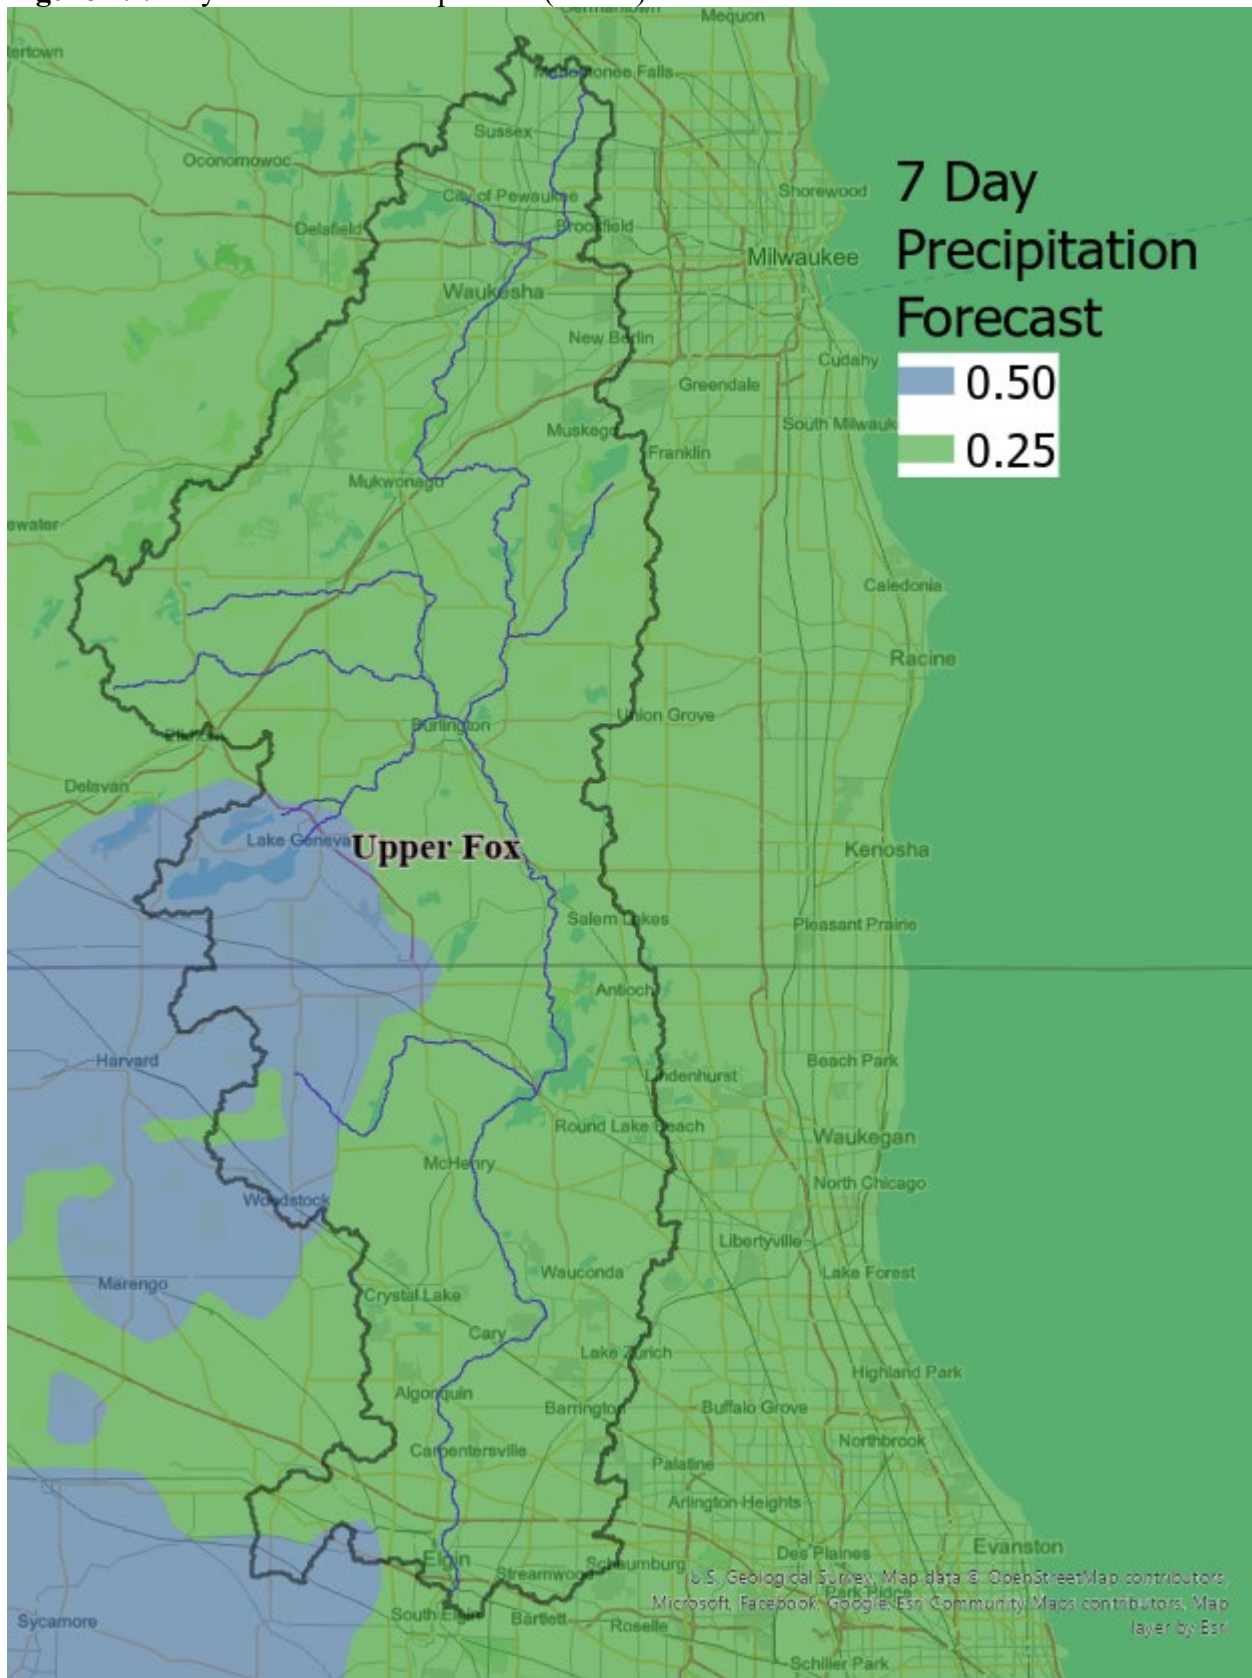 Mequon
Sussex
Oconomowoc
Shorewood
City of Pewaukee
Delafield
Brookfield
Milwaukee
7 Day
Precipitation
Forecast
0.50
0.25
Waukesha
New Berlin
Cudahy
Greendale
South Milwauk
Muskego
Franklin
Mukwonago
ewater
Caledonia
Racine
Union Grove
Burlington
Delavan
Lake Geneva
Upper Fox
Kenosha
Salem Lakes
Pleasant Prairie
Antioch
Harvard
Beach Park
Lindenhurst
Round Lake Beach
Waukegan
McHenry
North Chicago
Woodstock
Libertyville
Wauconda
Lake Forest
Marengo
Crystal Lake
Cary
Lake Zurich
Highland Park
Algonquin
Barrington
Buffalo Grove
Northbrook
Carpentersville
Palatine
Arlington Heights
Evanston
Des Plaines
Elgin
Schaumburg
Streamwood
U.S. Geological Survey, Map data © OpenStreetMap contributors,
Microsoft, Facebook, Google, Esri Community Maps contributors, Map
layer by Esri
Park Ridge
Sycamore
South Elgin
Bartlett
Roselle
Schiller Park